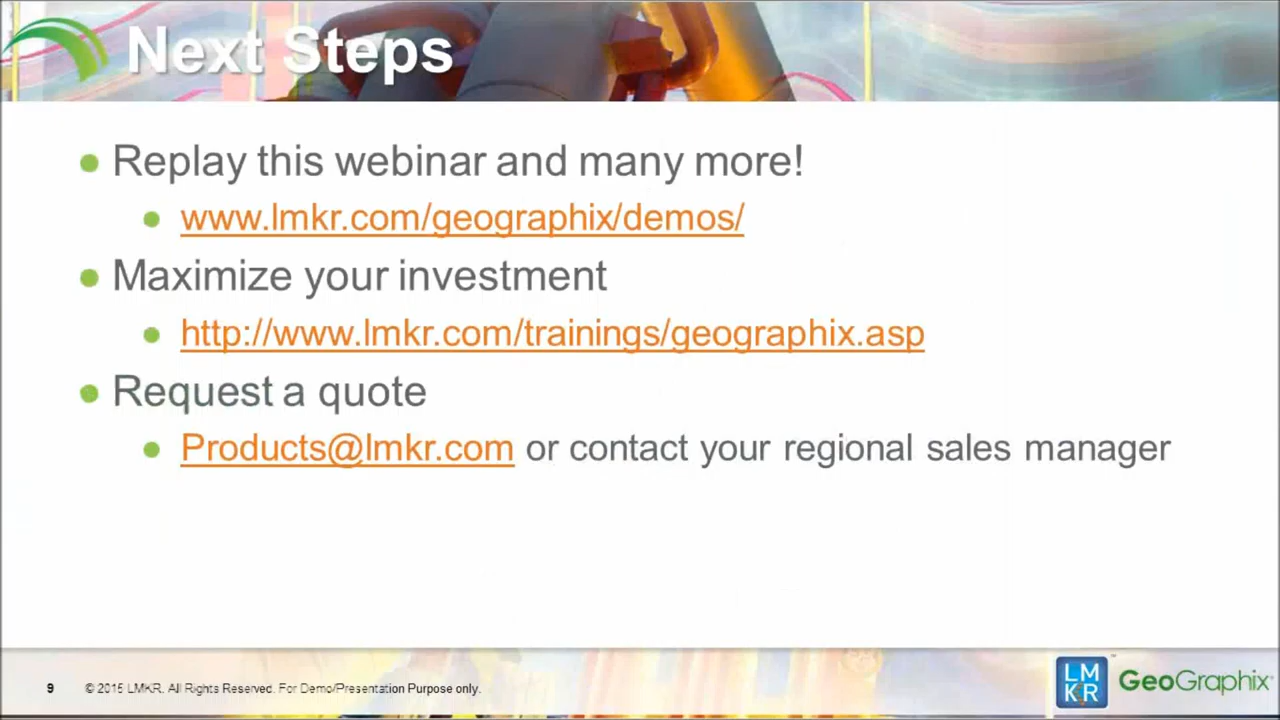 Next Steps
Replay this webinar and many more!
www.lmkr.com/geographix/demos/
Maximize your investment
http://www.lmkr.com/trainings/geographix.asp
Request a quote
Products@lmkr.com or contact your regional sales manager
9 © 2015 LMKR. All Rights Reserved. For Demo/Presentation Purpose only.
LM
KR
GeoGraphix